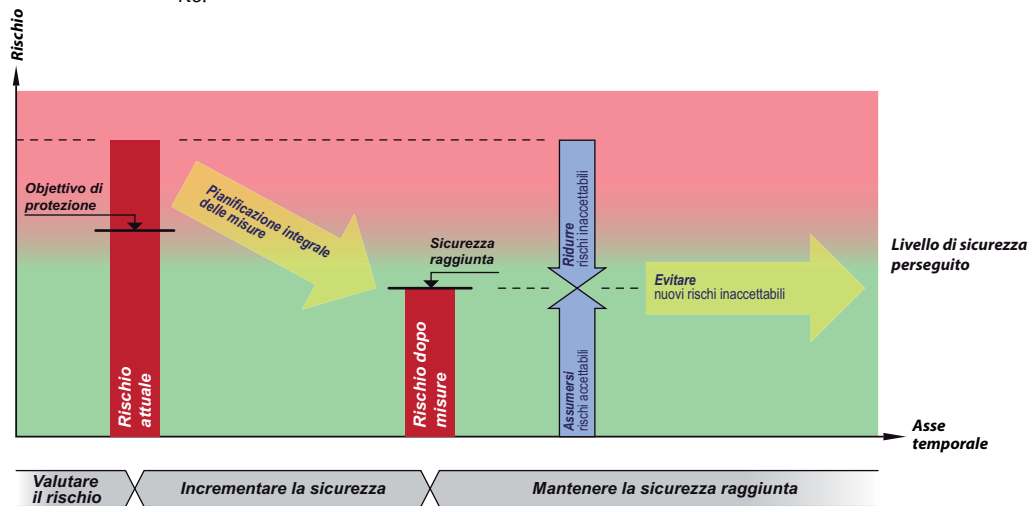 Rischio
Objettivo di
protezione
Pianificazione integrale
delle misure
Sicurezza
raggiunta
Ridurre
rischi inaccettabili
Evitare
nuovi rischi inaccettabili
Livello di sicurezza
perseguito
Rischio
attuale
Rischio dopo
misure
Assumersi
rischi accettabili
Asse
temporale
Valutare
il rischio
Incrementare la sicurezza
Mantenere la sicurezza raggiunta